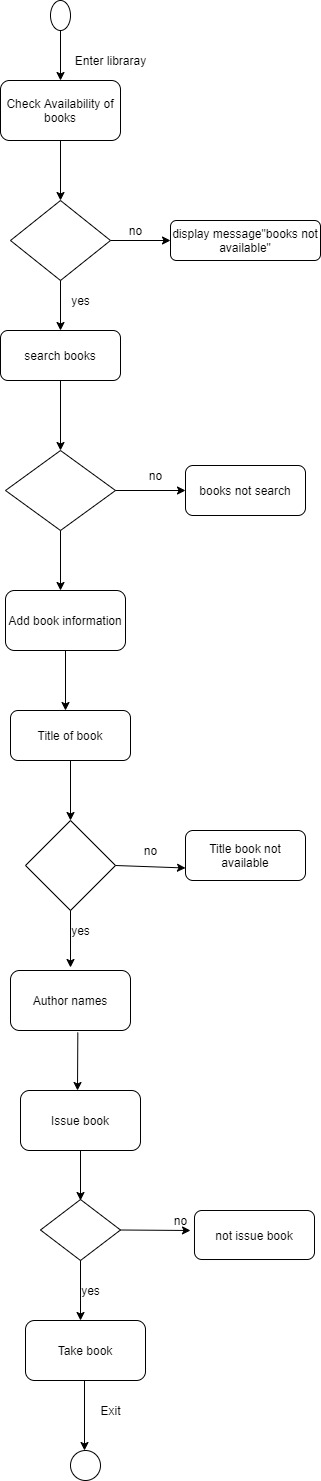 Enter libraray
Check Availability of
books
no
display message"books not
available"
yes
search books
no
books not search
Add book information
Title of book
no
Title book not
available
yes
Author names
Issue book
no
not issue book
yes
Take book
Exit